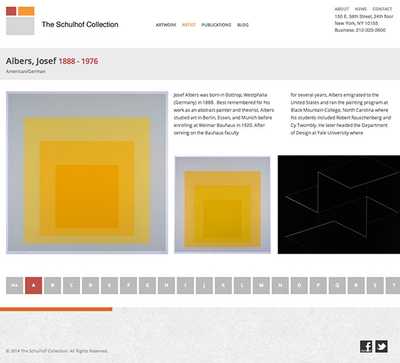 ABOUT NEWS CONTACT
The Schulhof Collection
ARTWORK ARTIST PUBLICATIONS BLOG
150 E. 58th Street, 24th floor
New York, NY 10155
Business: 212-000-0600
Albers, Josef 1888 - 1976
American/German
Josef Albers was born in Bottrop, Westphalia
(Germany) in 1888. Best remembered for his
work as an abstract painter and theorist, Albers
studied art in Berlin, Essen, and Munich before
enrolling at Weimar Bauhaus in 1920. After
serving on the Bauhaus faculty
for several years, Albers emigrated to the
United States and ran the painting program at
Black Mountain College, North Carolina where
his students included Robert Rauschenberg and
Cy Twombly. He later headed the Department
of Design at Yale University where
A B C D E F G H I J K L M N O P Q R S T
© 2014 The Schulhof Collection. All Rights Reserved.